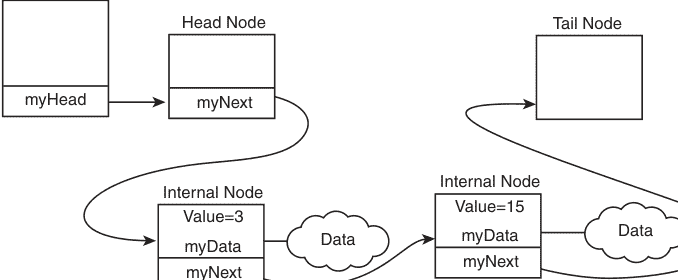 Head Node
Tail Node
myHead
myNext
Internal Node
Internal Node
Value=3
Value=15
myData
Data
myData
Data
myNext
myNext